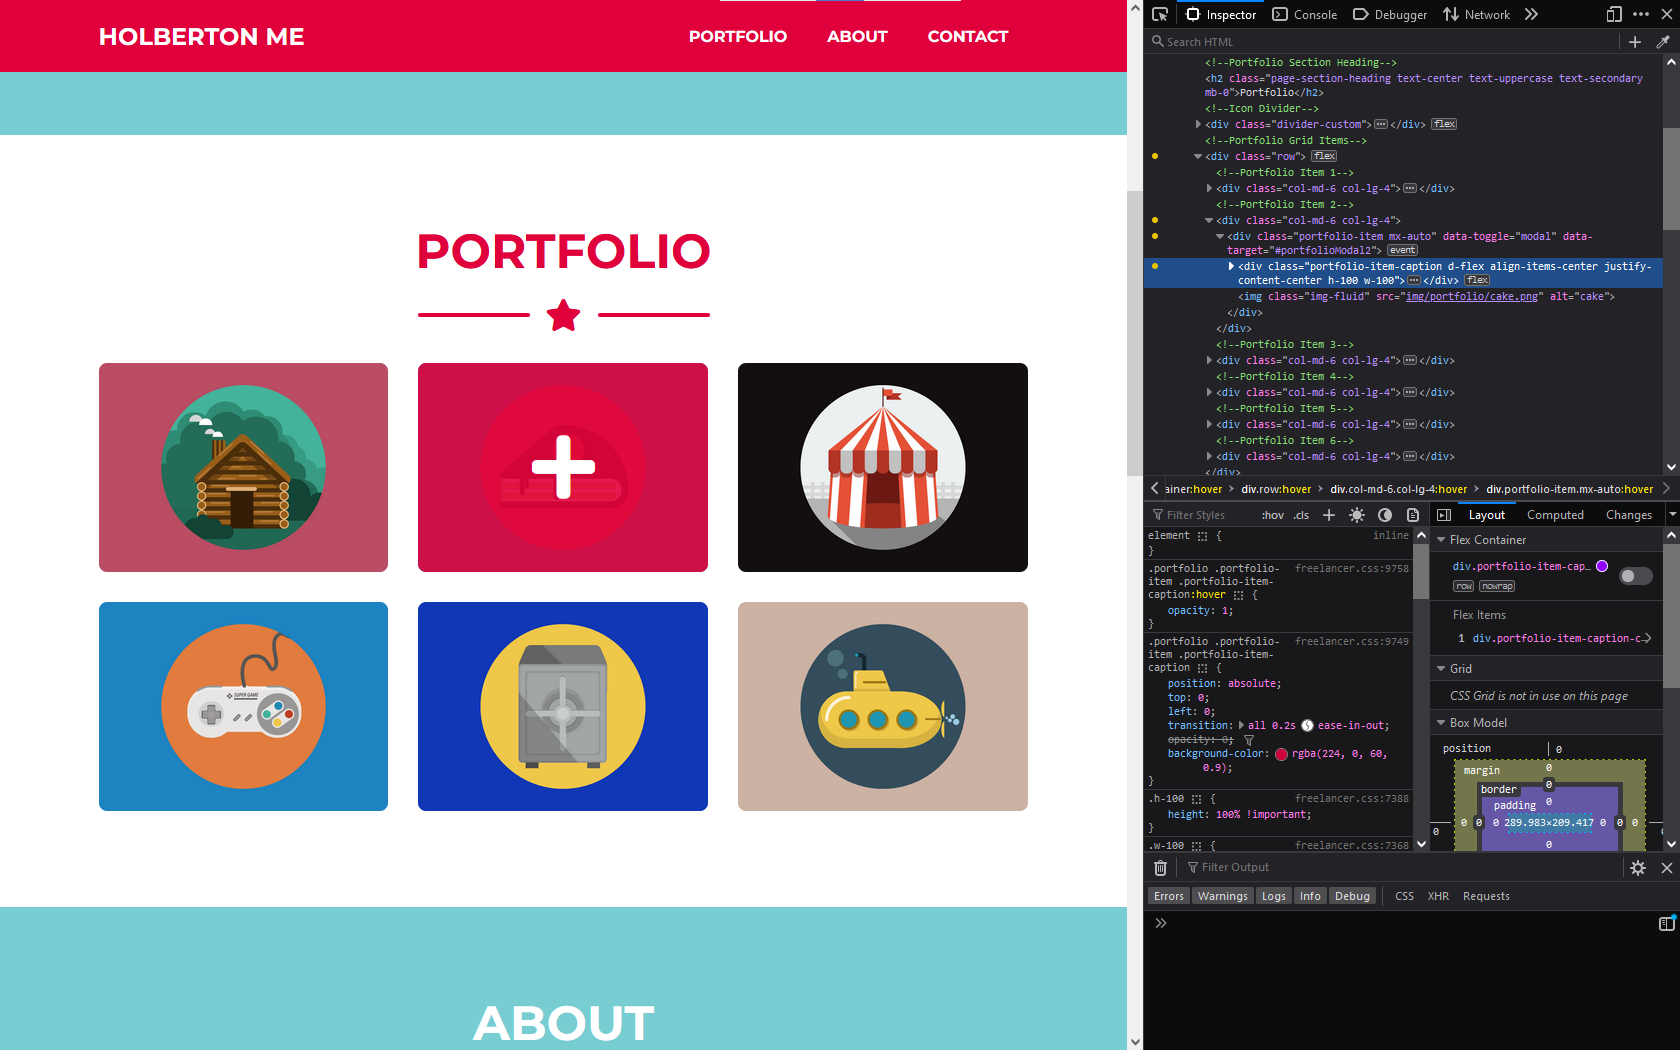 HOLBERTON ME
PORTFOLIO
ABOUT
CONTACT
PORTFOLIO
SUPER GAME
ABOUT
Inspector
Console
Debugger
Network
Search HTML
<!--Portfolio Section Heading-->
<h2 class="page-section-heading text-center text-uppercase text-secondary
mb-0">Portfolio</h2>
<!--Icon Divider-->
<div class="divider-custom"></div> flex
<!--Portfolio Grid Items-->
<div class="row"> flex
<!--Portfolio Item 1-->
<div class="col-md-6 col-lg-4"></div>
<!--Portfolio Item 2-->
<div class="col-md-6 col-lg-4">
<div class="portfolio-item mx-auto" data-toggle="modal" data-
target="#portfolioModal2"> event
<div class="portfolio-item-caption d-flex align-items-center justify-
content-center h-100 w-100"></div> flex
<img class="img-fluid" src="img/portfolio/cake.png" alt="cake">
</div>
</div>
<!--Portfolio Item 3-->
<div class="col-md-6 col-lg-4"></div>
<!--Portfolio Item 4-->
<div class="col-md-6 col-lg-4"></div>
<!--Portfolio Item 5-->
<div class="col-md-6 col-lg-4"></div>
<!--Portfolio Item 6-->
<div class="col-md-6 col-lg-4"></div>
</div>
ainer:hover > div.row:hover > div.col-md-6.col-lg-4:hover > div.portfolio-item.mx-auto:hover
Filter Styles
:hov .cls +
element { inline
}
.portfolio .portfolio- freelancer.css:9758
item .portfolio-item-
caption:hover {
opacity: 1;
}
.portfolio .portfolio- freelancer.css:9749
item .portfolio-item-
caption {
position: absolute;
top: 0;
left: 0;
transition: all 0.2s ease-in-out;
opacity: 0;
background-color: rgba(224, 0, 60,
0.9);
}
.h-100 { freelancer.css:7388
height: 100% !important;
}
.w-100 { freelancer.css:7368
Layout
Computed
Changes
Flex Container
div.portfolio-item-cap…
row nowrap
Flex Items
1 div.portfolio-item-caption-c…
Grid
CSS Grid is not in use on this page
Box Model
position 0
margin 0
border 0
padding 0
0 0 0 0 289.983×209.417 0 0 0
0
Filter Output
Errors
Warnings
Logs
Info
Debug
CSS
XHR
Requests